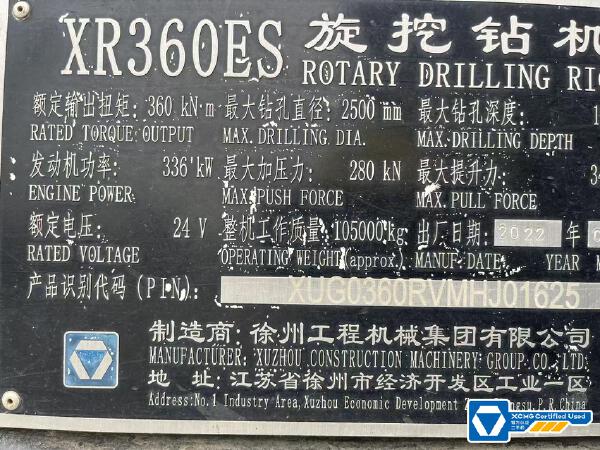 XR360ES 旋挖钻机
ROTARY DRILLING RIG
额定输出扭矩: 360 kN·m 最大钻孔直径: 2500 mm 最大钻孔深度: 1
RATED TORQUE OUTPUT MAX. DRILLING DIA. MAX. DRILLING DEPTH
发动机功率: 336 kW 最大加压力: 280 kN 最大提升力: 34
ENGINE POWER MAX. PUSH FORCE MAX. PULL FORCE
额定电压: 24 V 整机工作质量: 105000 kg 出厂日期: 2022 年 0
RATED VOLTAGE OPERATING WEIGHT(approx.) MANUF·DATE: YEAR M
产品识别代码 (PIN): XUG0360RVMHJ01625
制造商: 徐州工程机械集团有限公司
MANUFACTURER: XUZHOU CONSTRUCTION MACHINERY GROUP CO., LTD.
地 址: 江苏省徐州市经济开发区工业一区
Address:No.1 Industry Area,Xuzhou Economic Development P.R.China
XCMG Certified Used